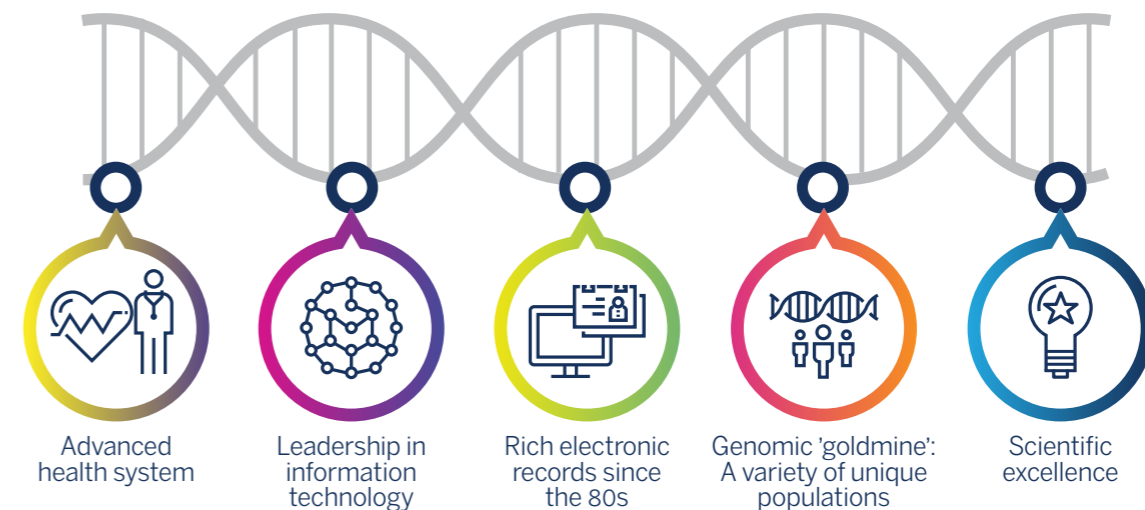 Advanced
health system
Leadership in
information
technology
Rich electronic
records since
the 80s
Genomic 'goldmine':
A variety of unique
populations
Scientific
excellence